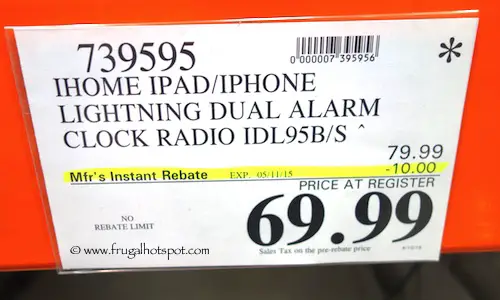 739595
0000007395956
*
IHOME IPAD/IPHONE
LIGHTNING DUAL ALARM
CLOCK RADIO IDL95B/S ^
79.99
Mfr's Instant Rebate EXP. 05/11/15 -10.00
PRICE AT REGISTER
NO
REBATE LIMIT
69.99
Sales Tax on the pre-rebate price
© www.frugalhotspot.com